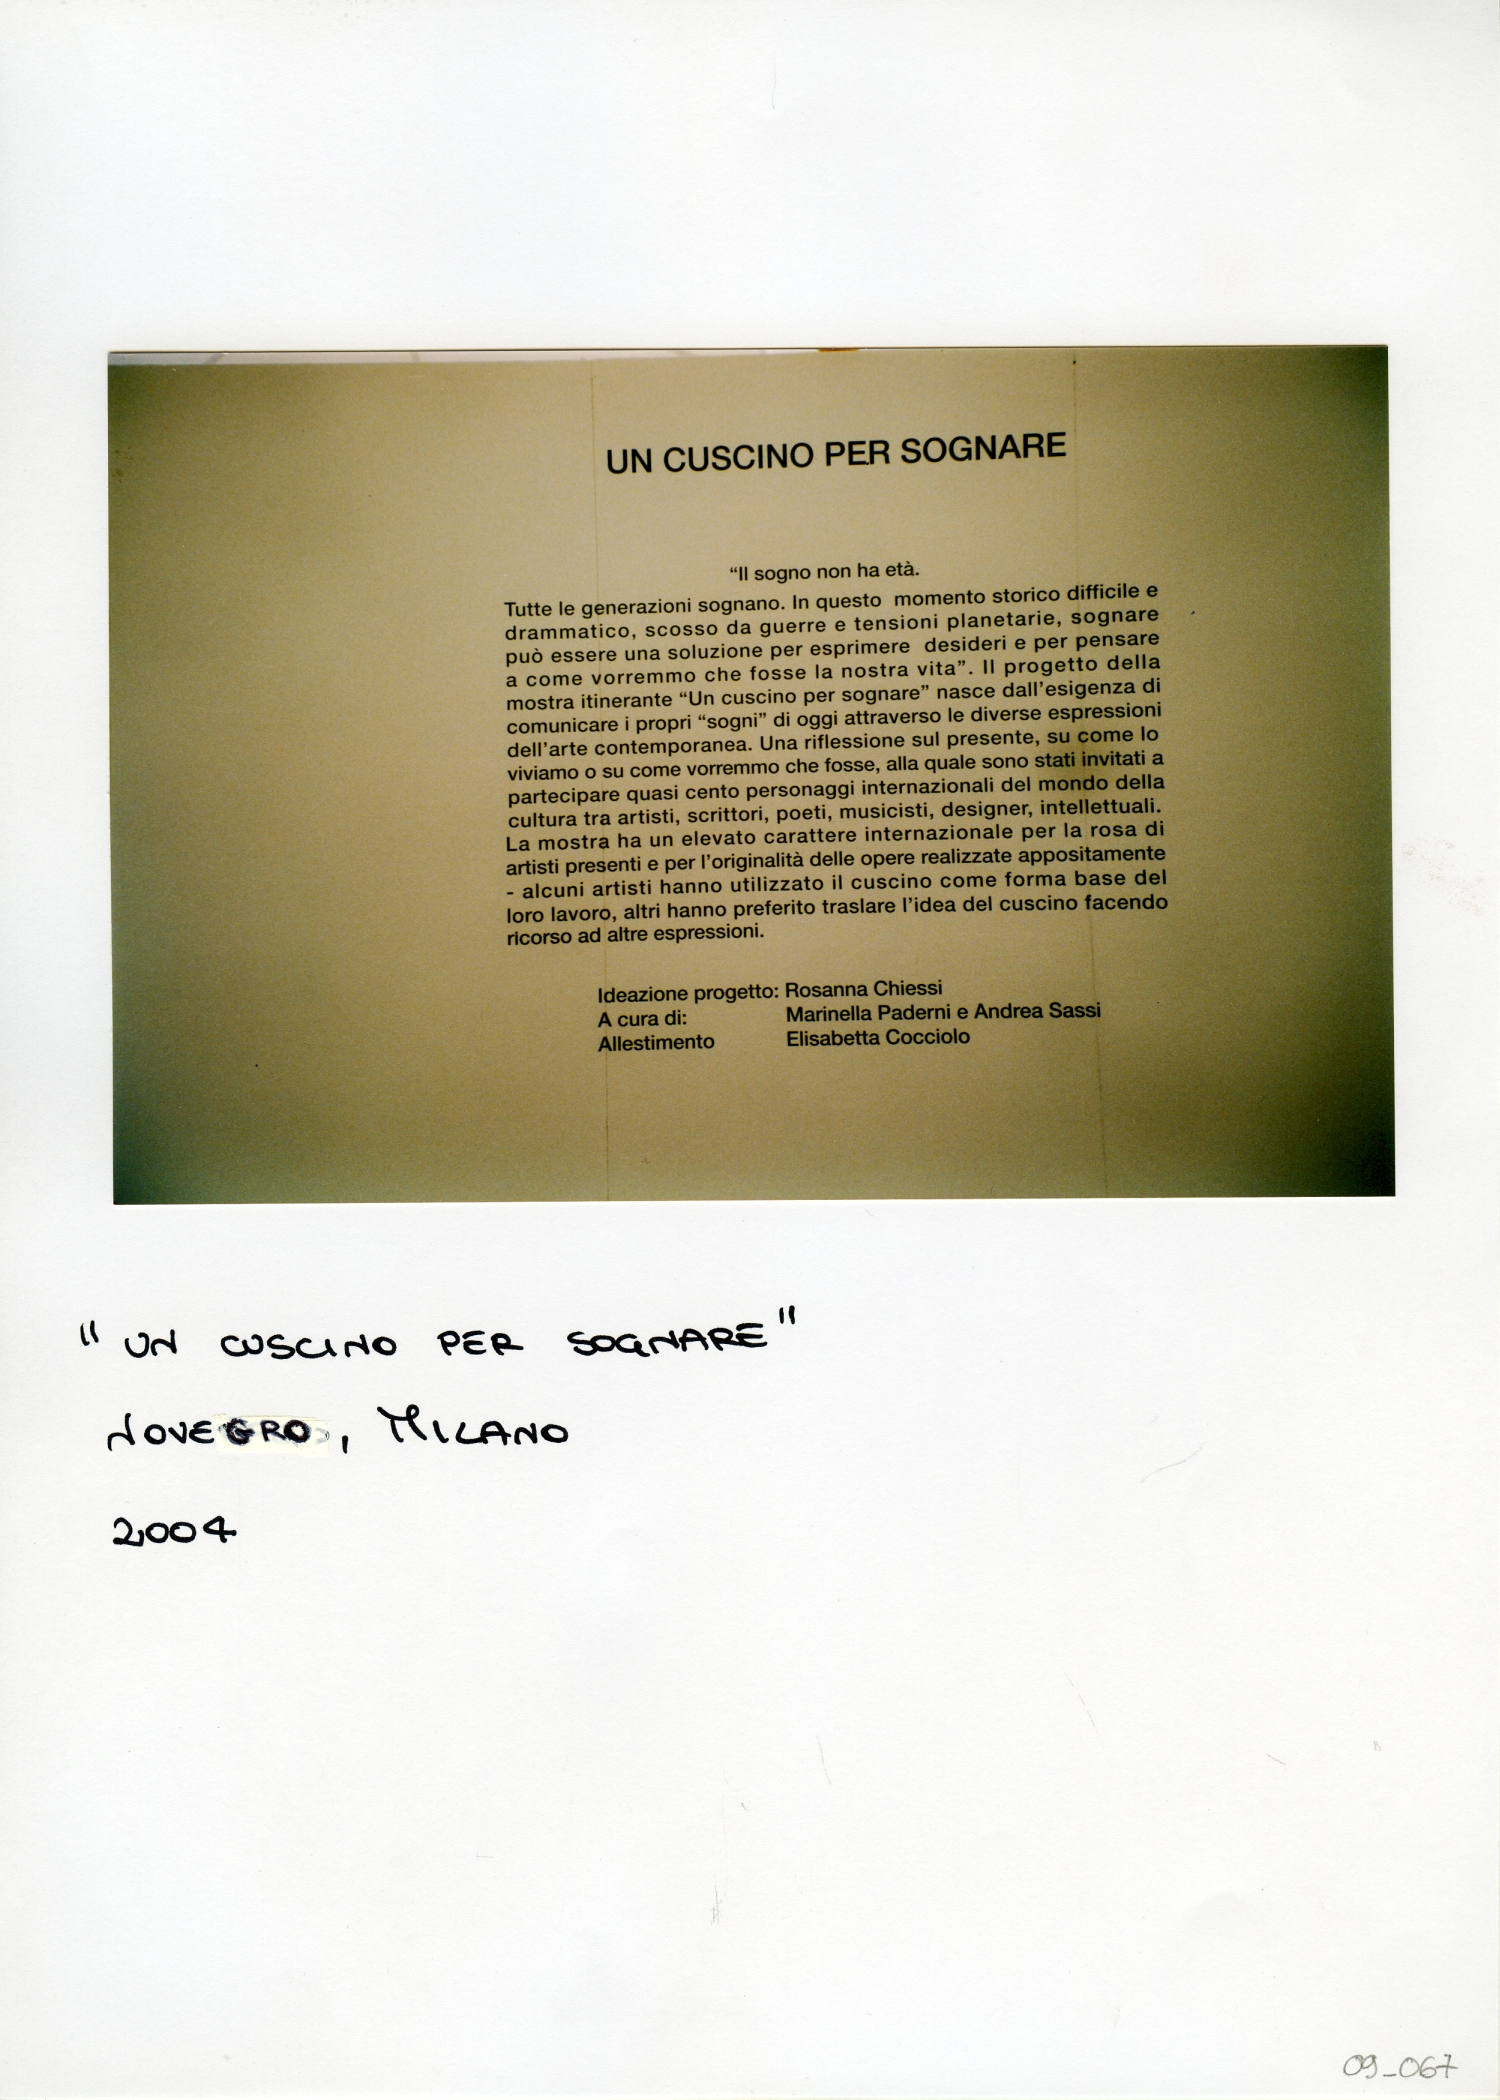 UN CUSCINO PER SOGNARE
“Il sogno non ha età.
Tutte le generazioni sognano. In questo momento storico difficile e
drammatico, scosso da guerre e tensioni planetarie, sognare
può essere una soluzione per esprimere desideri e per pensare
a come vorremmo che fosse la nostra vita”. Il progetto della
mostra itinerante “Un cuscino per sognare” nasce dall’esigenza di
comunicare i propri “sogni” di oggi attraverso le diverse espressioni
dell’arte contemporanea. Una riflessione sul presente, su come lo
viviamo o su come vorremmo che fosse, alla quale sono stati invitati a
partecipare quasi cento personaggi internazionali del mondo della
cultura tra artisti, scrittori, poeti, musicisti, designer, intellettuali.
La mostra ha un elevato carattere internazionale per la rosa di
artisti presenti e per l’originalità delle opere realizzate appositamente
- alcuni artisti hanno utilizzato il cuscino come forma base del
loro lavoro, altri hanno preferito traslare l’idea del cuscino facendo
ricorso ad altre espressioni.
Ideazione progetto: Rosanna Chiessi
A cura di: Marinella Paderni e Andrea Sassi
Allestimento Elisabetta Cocciolo
"UN CUSCINO PER SOGNARE"
NOVEGRO, MILANO
2004
09_067